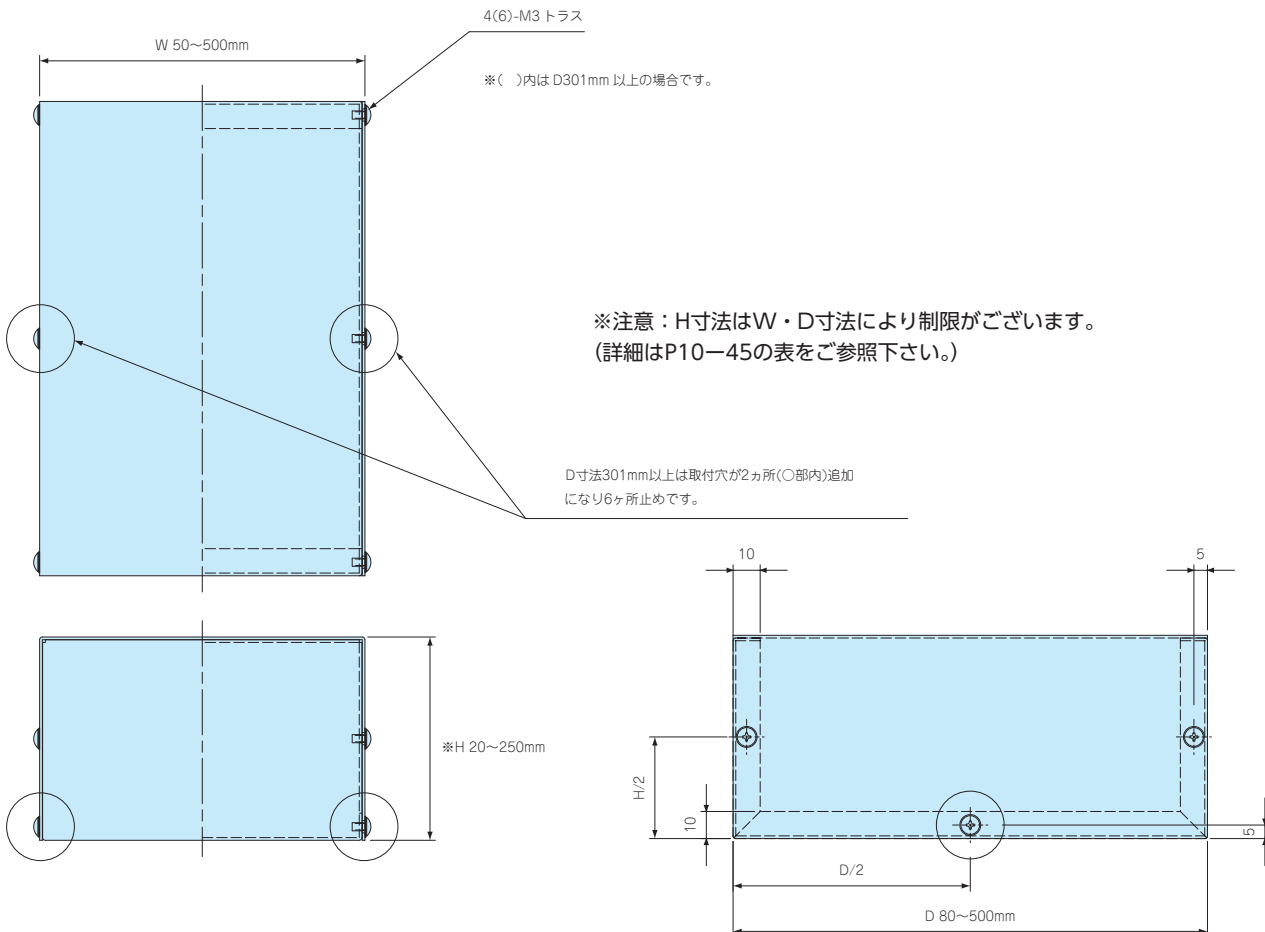 4(6)-M3 トラス
W 50～500mm
※(　)内は D301mm 以上の場合です。
※注意：H寸法はW・D寸法により制限がございます。
(詳細はP10ー45の表をご参照下さい。)
D寸法301mm以上は取付穴が2ヵ所(○部内)追加
になり6ヶ所止めです。
10
5
※H 20～250mm
H/2
10
5
D/2
D 80～500mm